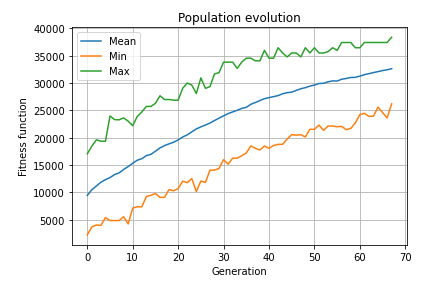 Population evolution
Mean
Min
Max
Fitness function
40000
35000
30000
25000
20000
15000
10000
5000
0 10 20 30 40 50 60 70
Generation